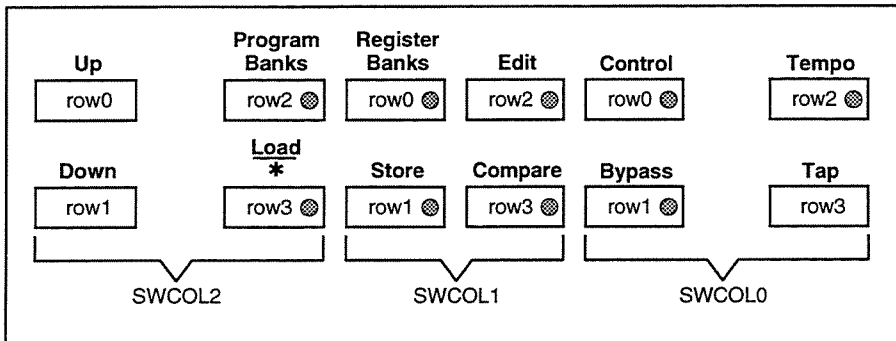 Up Program Banks Register Banks Edit Control Tempo
row0 row2 row0 row2 row0 row2
Down Load * Store Compare Bypass Tap
row1 row3 row1 row3 row1 row3
SWCOL2 SWCOL1 SWCOL0